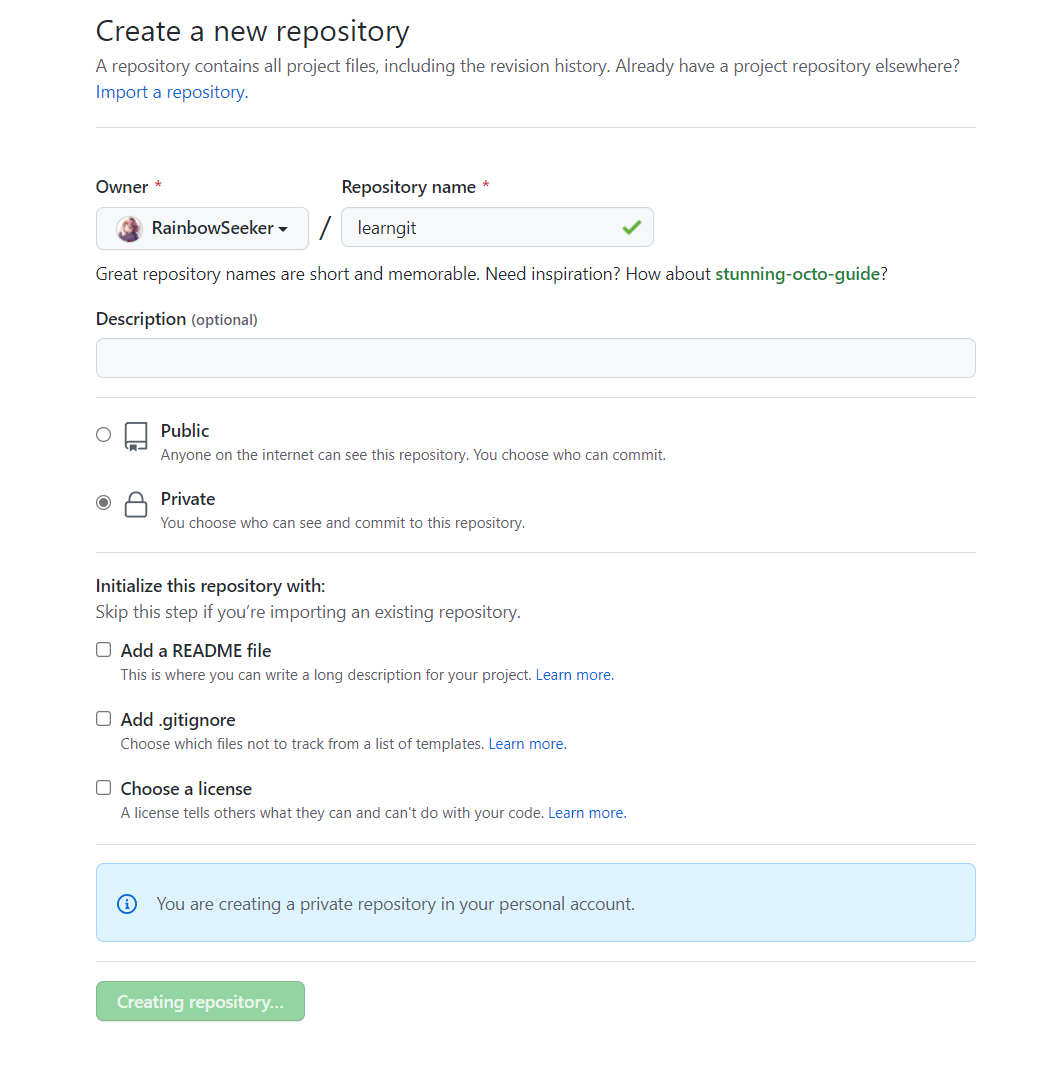 Create a new repository
A repository contains all project files, including the revision history. Already have a project repository elsewhere?
Import a repository.
Owner * Repository name *
RainbowSeeker / learngit
Great repository names are short and memorable. Need inspiration? How about stunning-octo-guide?
Description (optional)
Public
Anyone on the internet can see this repository. You choose who can commit.
Private
You choose who can see and commit to this repository.
Initialize this repository with:
Skip this step if you’re importing an existing repository.
Add a README file
This is where you can write a long description for your project. Learn more.
Add .gitignore
Choose which files not to track from a list of templates. Learn more.
Choose a license
A license tells others what they can and can't do with your code. Learn more.
You are creating a private repository in your personal account.
Creating repository...